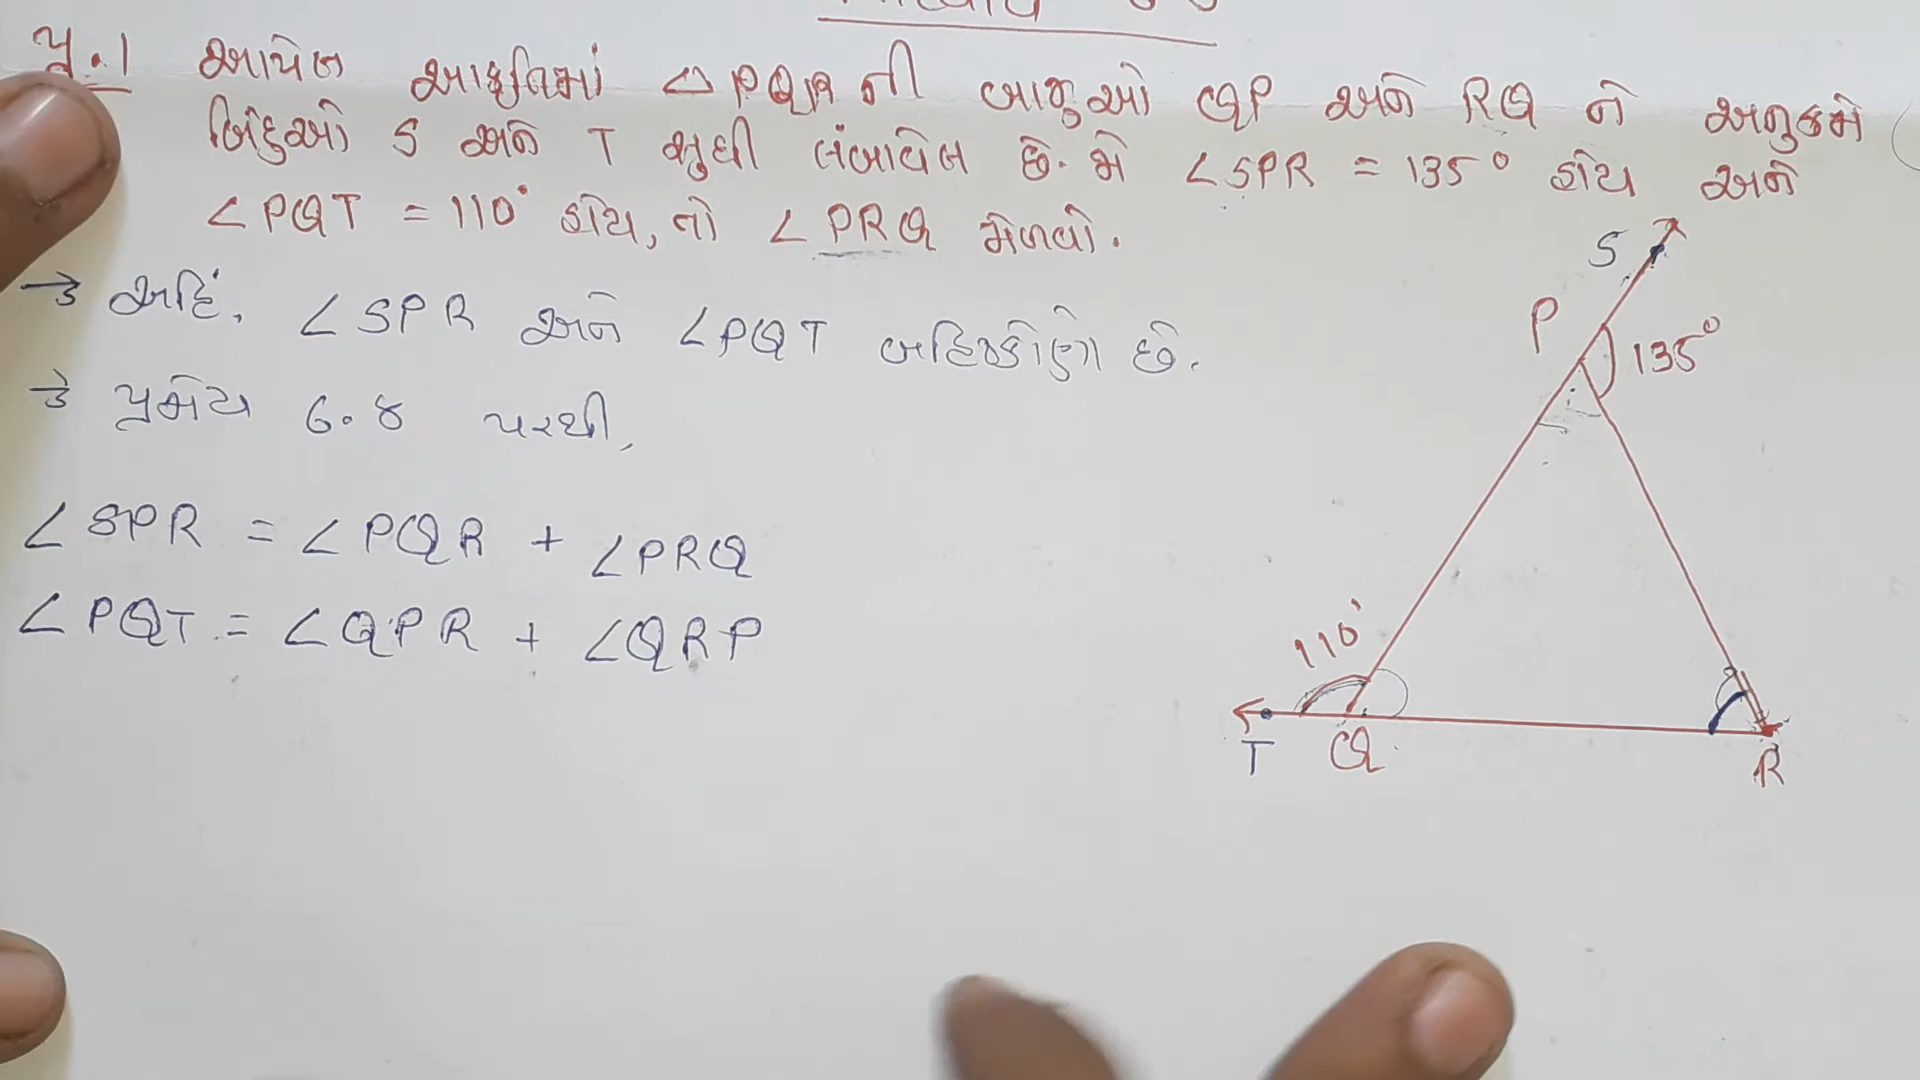 પ્ર.1 આપેલ આકૃતિમાં △PQR ની બાજુઓ QP અને RQ ને અનુક્રમે
બિંદુઓ S અને T સુધી લંબાવેલ છે. જો ∠SPR = 135° હોય અને
∠PQT = 110° હોય, તો ∠PRQ મેળવો.
→ અહિં, ∠SPR અને ∠PQT બહિષ્કોણો છે.
→ પ્રમેય 6.8 પરથી,
∠SPR = ∠PQR + ∠PRQ
∠PQT = ∠QPR + ∠QRP
S
P
135°
110°
T
Q
R